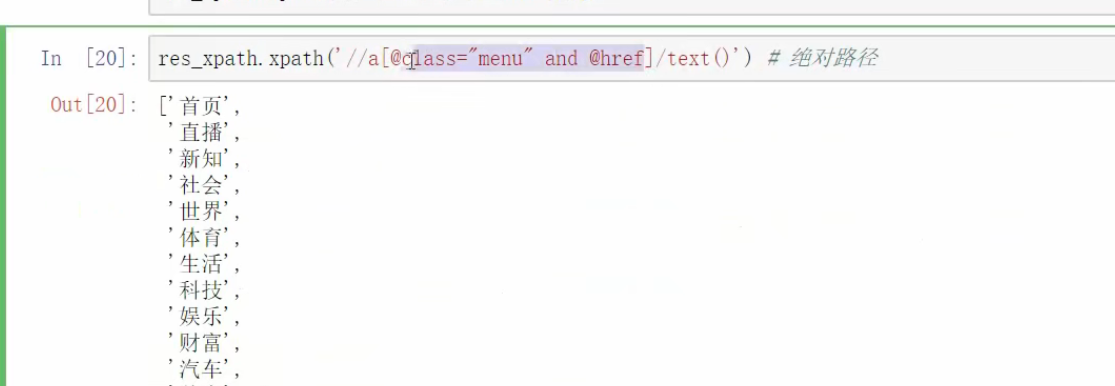 In [20]: res_xpath.xpath('//a[@class="menu" and @href]/text()') # 绝对路径
Out[20]: ['首页',
'直播',
'新知',
'社会',
'世界',
'体育',
'生活',
'科技',
'娱乐',
'财富',
'汽车',